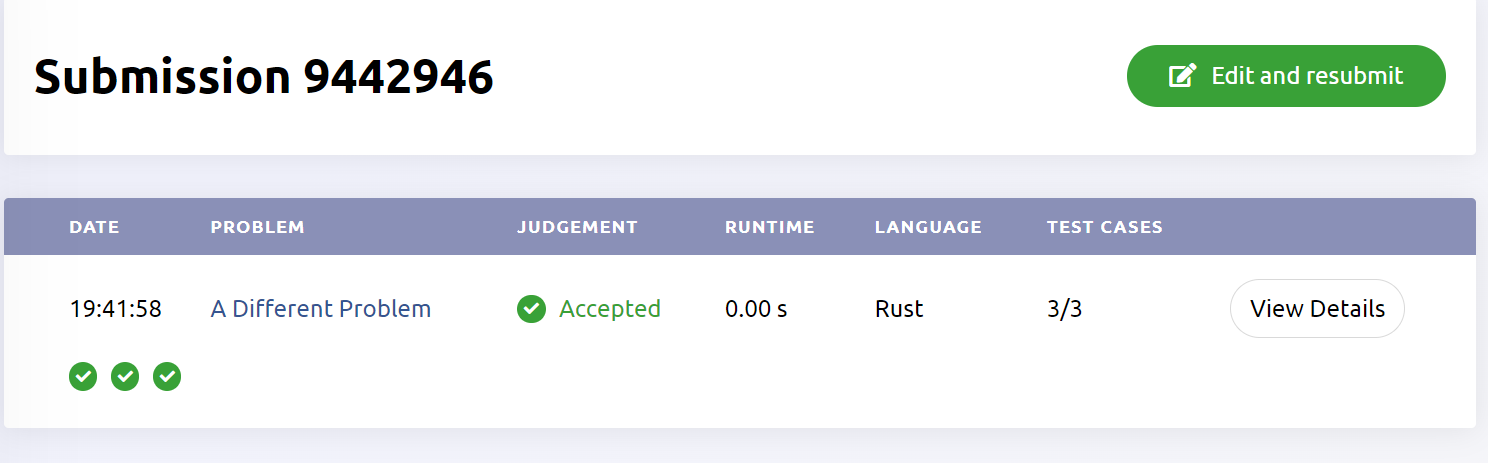 Submission 9442946
Edit and resubmit
DATE PROBLEM JUDGEMENT RUNTIME LANGUAGE TEST CASES
19:41:58 A Different Problem Accepted 0.00 s Rust 3/3 View Details